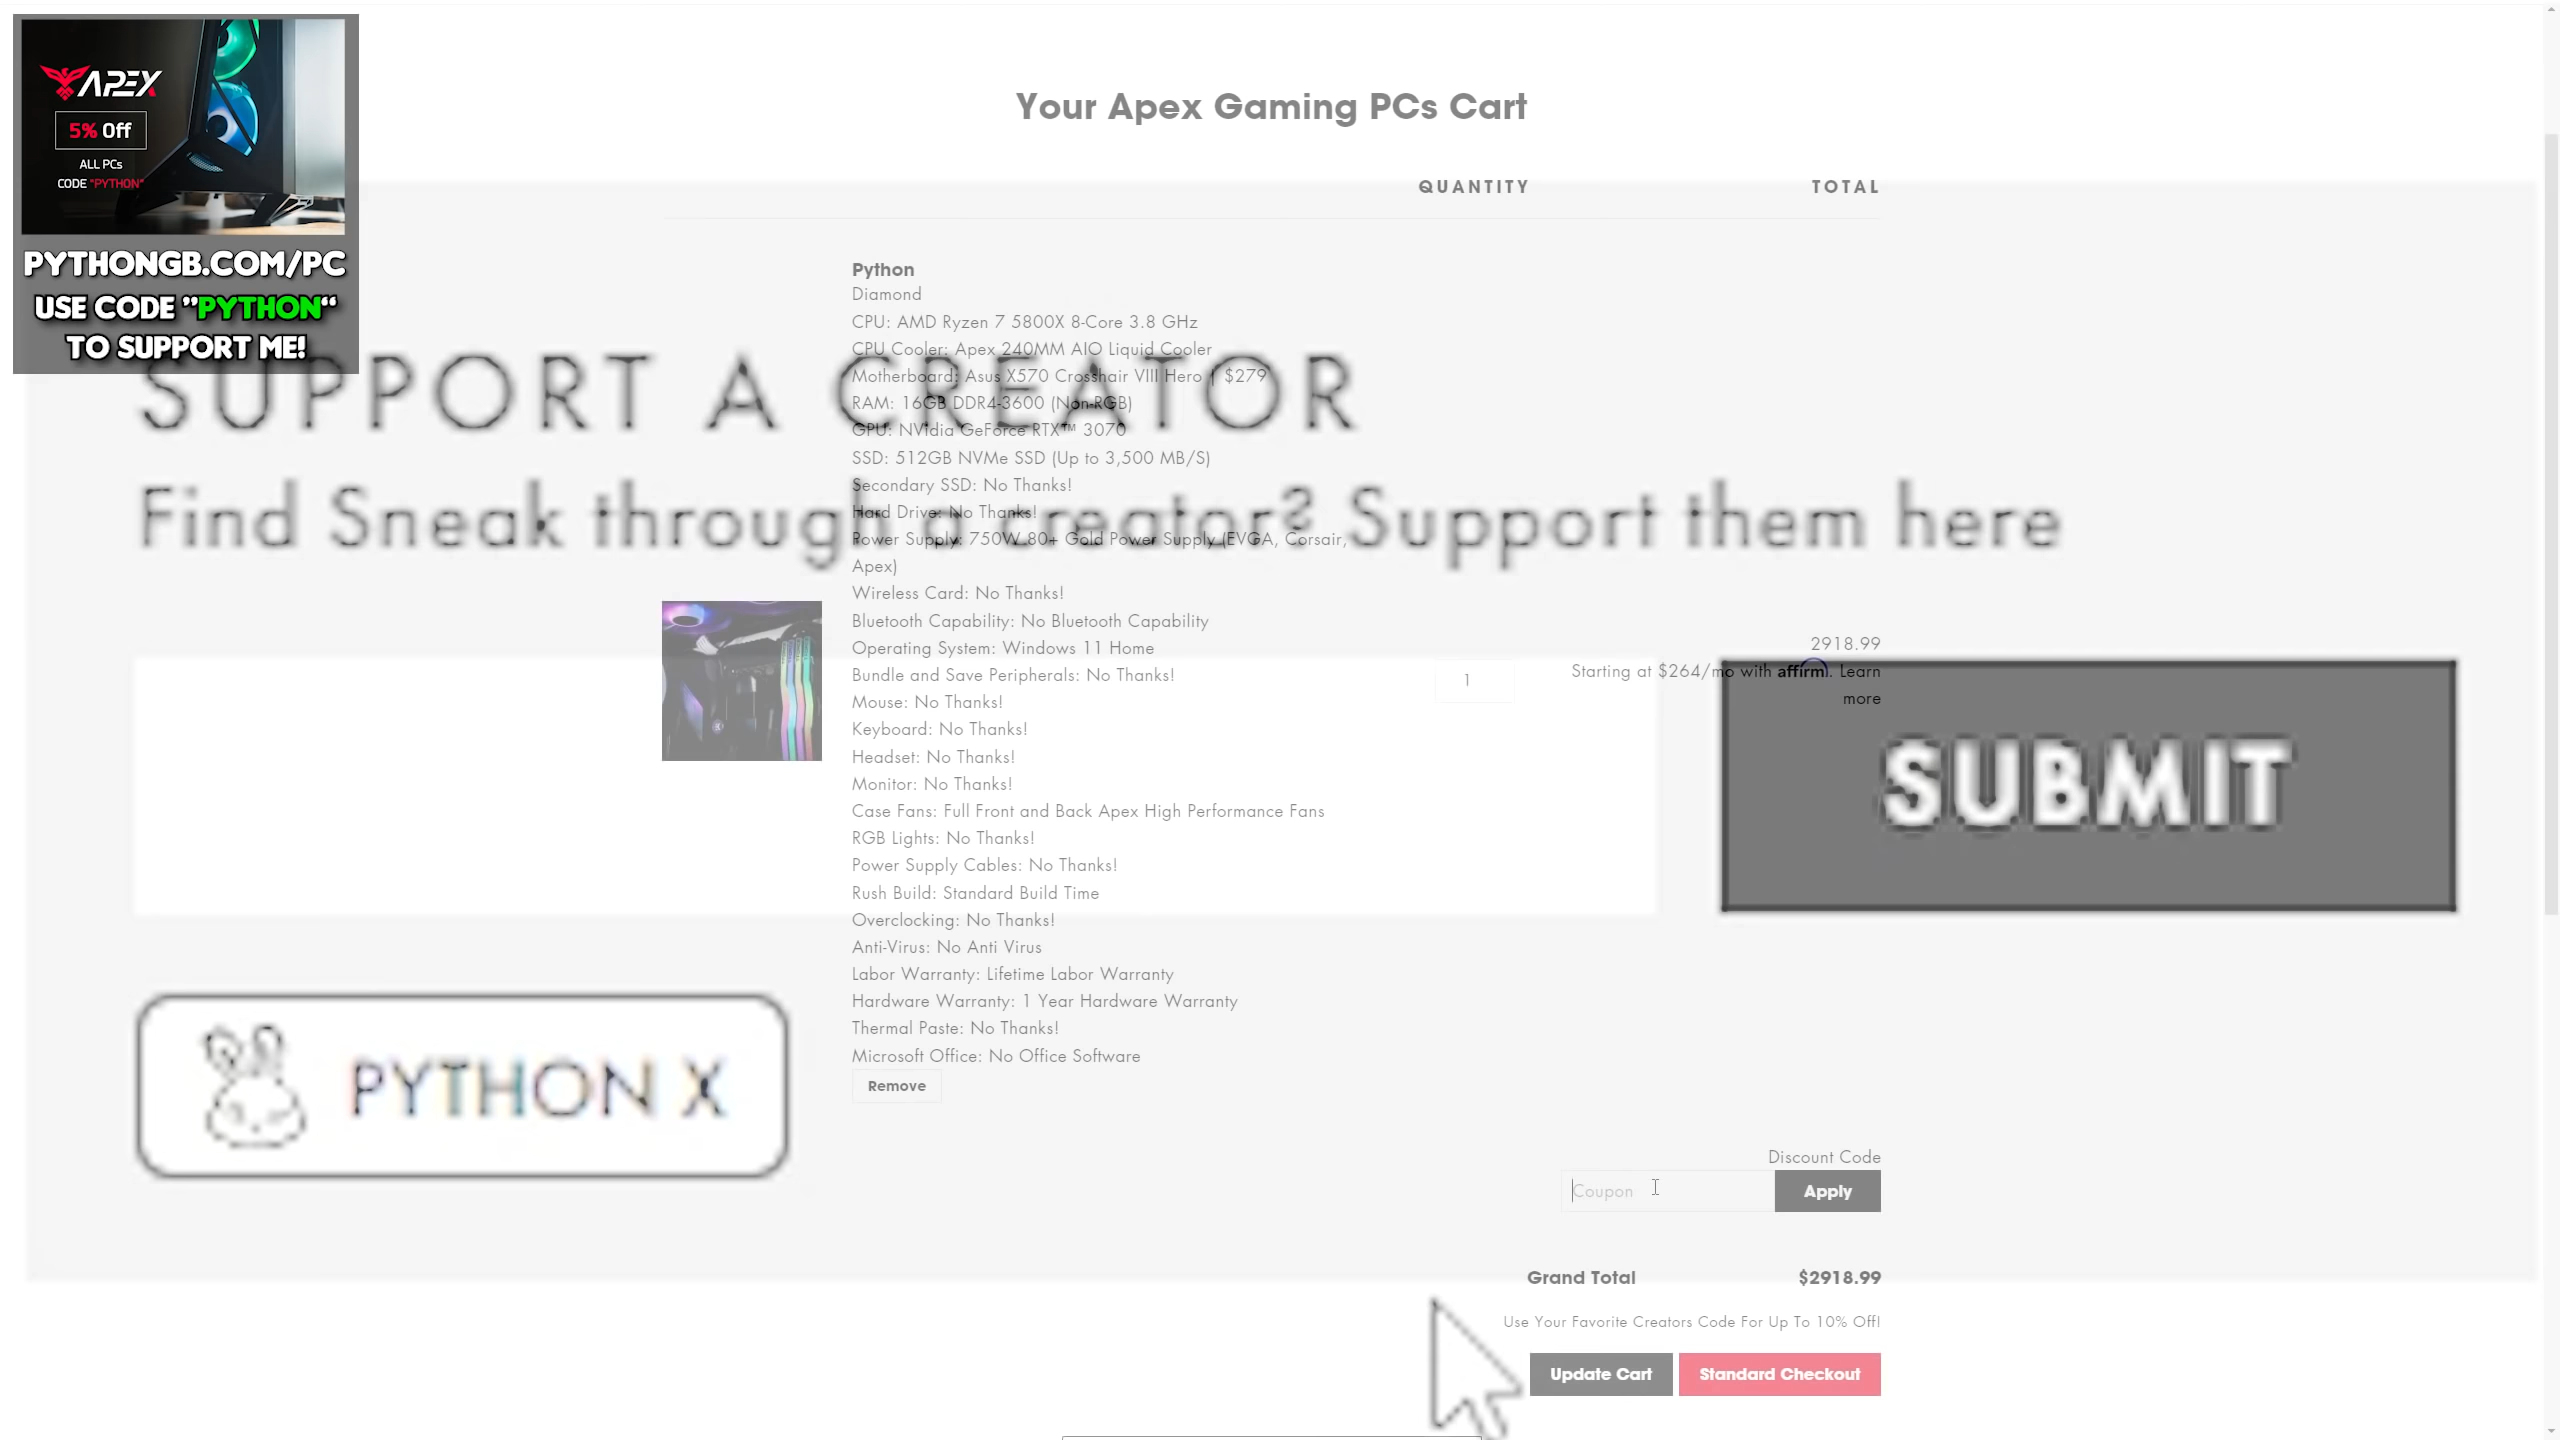 APEX
5% Off
ALL PCs
CODE "PYTHON"
PYTHONGB.COM/PC
USE CODE "PYTHON"
TO SUPPORT ME!
Your Apex Gaming PCs Cart
QUANTITY
TOTAL
Python
Diamond
CPU: AMD Ryzen 7 5800X 8-Core 3.8 GHz
CPU Cooler: Apex 240MM AIO Liquid Cooler
Motherboard: Asus X570 Crosshair VIII Hero | $279
RAM: 16GB DDR4-3600 (Non-RGB)
GPU: NVidia GeForce RTX™ 3070
SSD: 512GB NVMe SSD (Up to 3,500 MB/S)
Secondary SSD: No Thanks!
Hard Drive: No Thanks!
Power Supply: 750W 80+ Gold Power Supply (EVGA, Corsair,
Apex)
Wireless Card: No Thanks!
Bluetooth Capability: No Bluetooth Capability
Operating System: Windows 11 Home
Bundle and Save Peripherals: No Thanks!
Mouse: No Thanks!
Keyboard: No Thanks!
Headset: No Thanks!
Monitor: No Thanks!
Case Fans: Full Front and Back Apex High Performance Fans
RGB Lights: No Thanks!
Power Supply Cables: No Thanks!
Rush Build: Standard Build Time
Overclocking: No Thanks!
Anti-Virus: No Anti Virus
Labor Warranty: Lifetime Labor Warranty
Hardware Warranty: 1 Year Hardware Warranty
Thermal Paste: No Thanks!
Microsoft Office: No Office Software
Remove
1
2918.99
Starting at $264/mo with affirm. Learn
more
Discount Code
Coupon
Apply
Grand Total $2918.99
Use Your Favorite Creators Code For Up To 10% Off!
Update Cart
Standard Checkout
SUPPORT A CREATOR
Find Sneak through a creator? Support them here
SUBMIT
PYTHON X